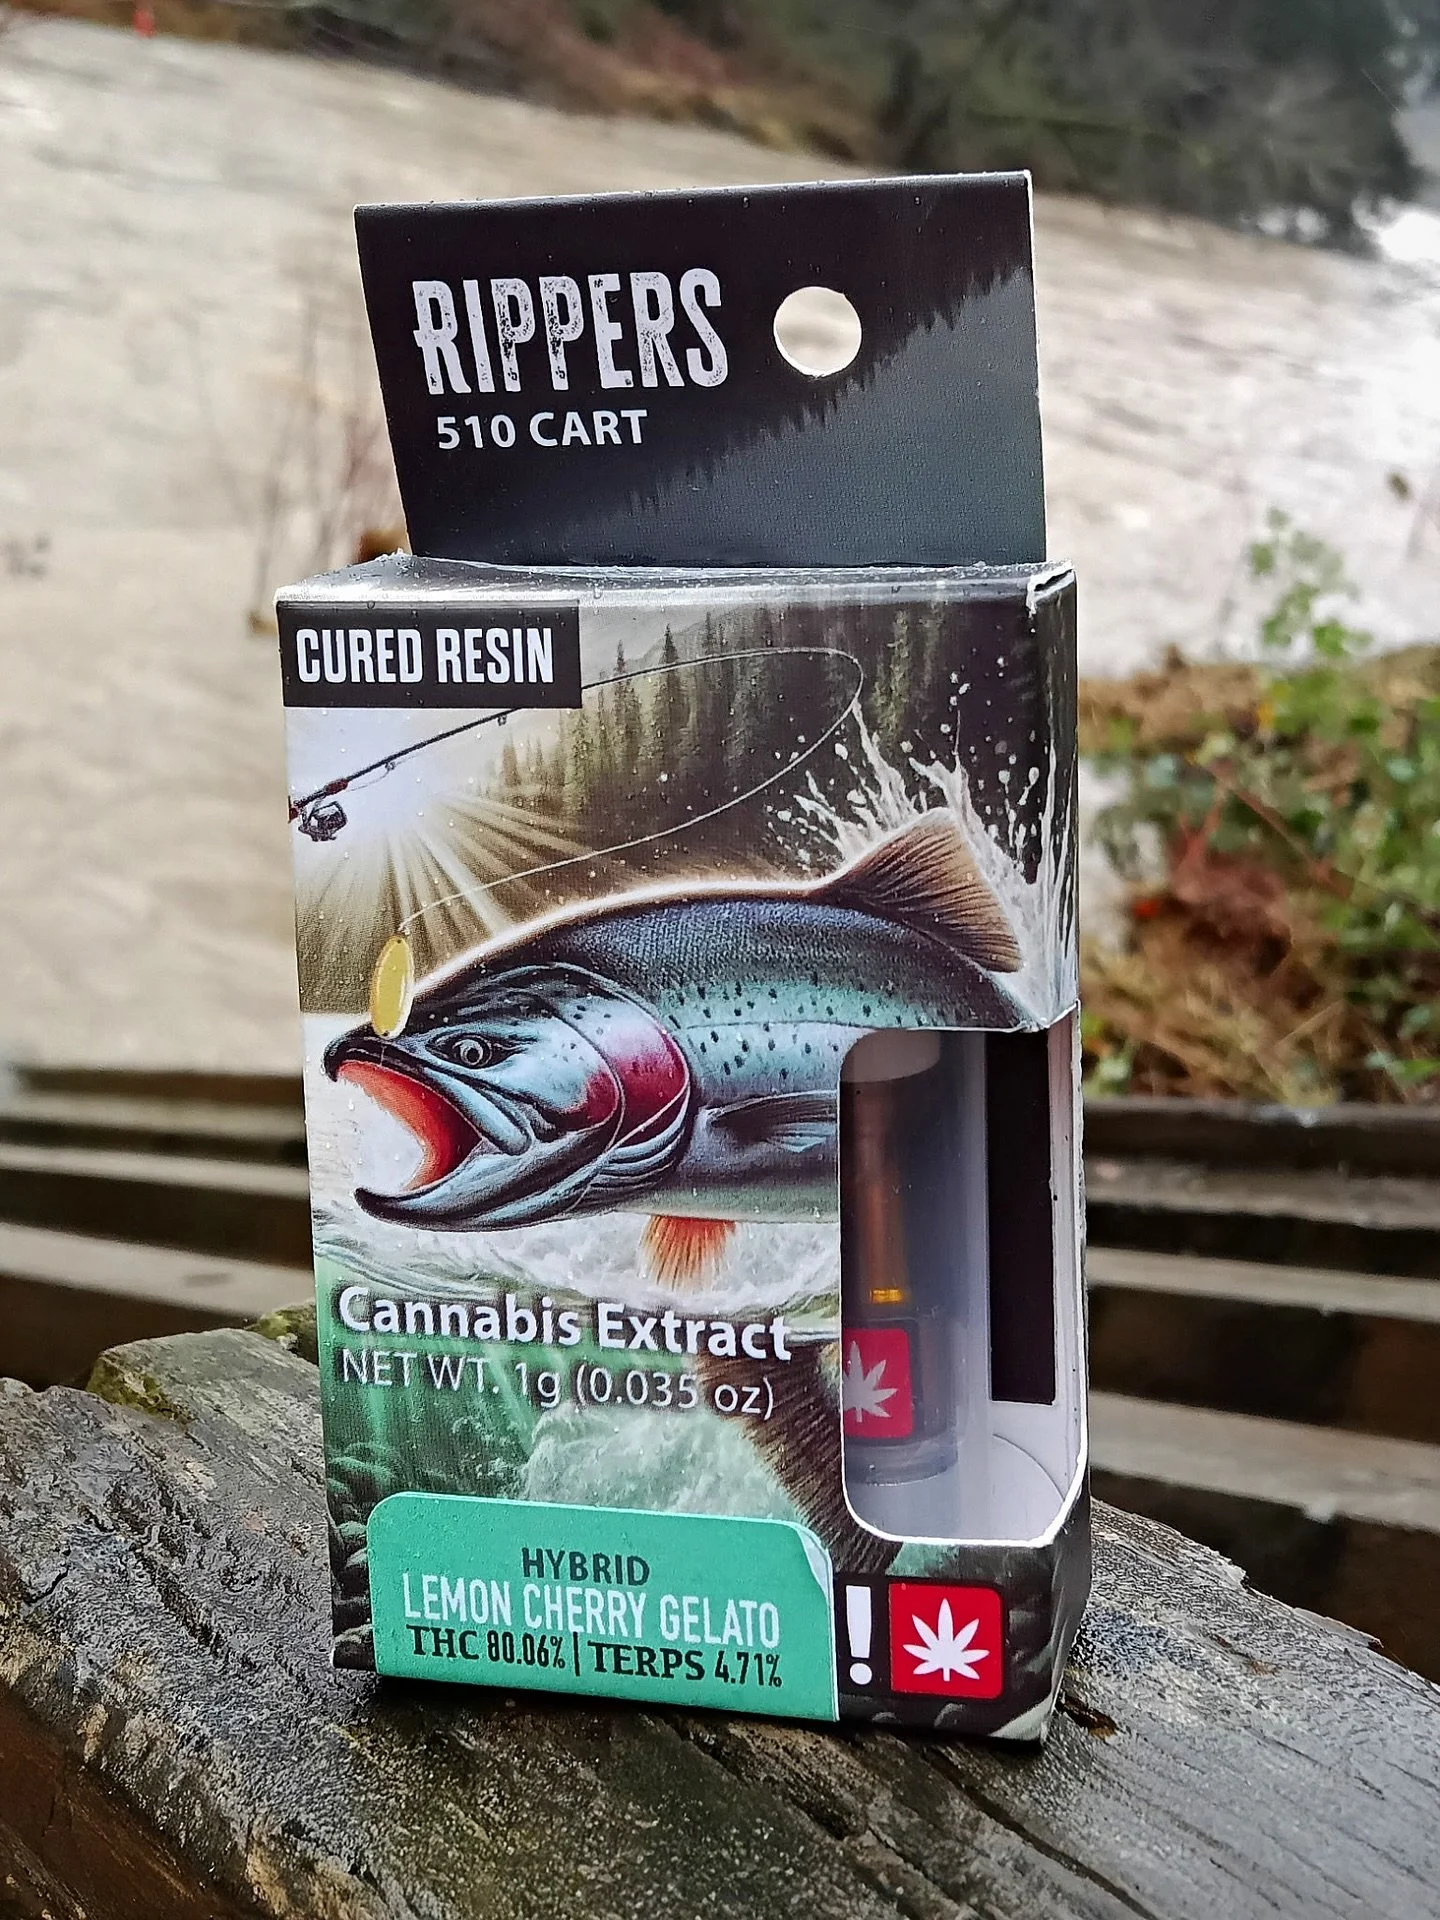 RIPPERS
510 CART
CURED RESIN
Cannabis Extract
NET WT. 1g (0.035 oz)
HYBRID
LEMON CHERRY GELATO
THC 80.06% | TERPS 4.71%
!